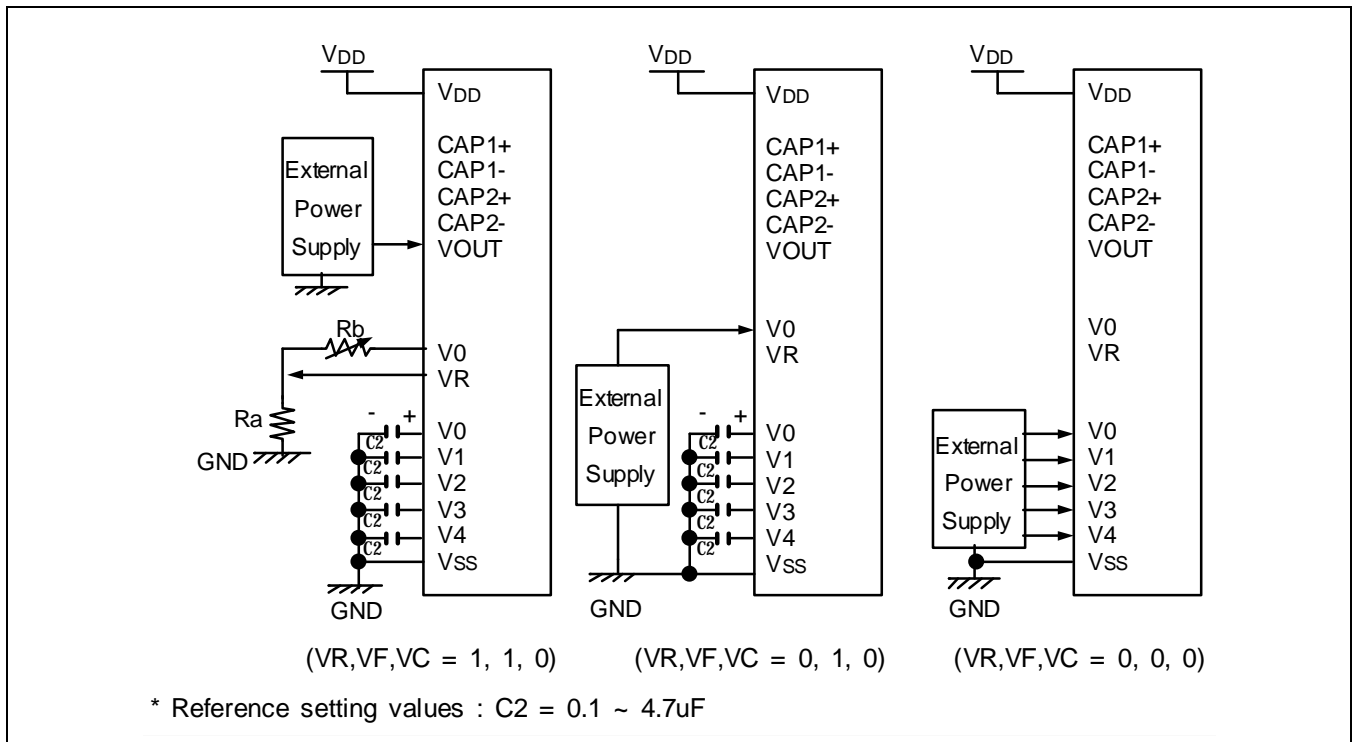 VDD
VDD
CAP1+
CAP1-
CAP2+
CAP2-
VOUT
External
Power
Supply
Rb
V0
VR
Ra
GND
- +
V0
V1
V2
V3
V4
VSS
C2
C2
C2
C2
C2
GND
(VR,VF,VC = 1, 1, 0)
VDD
VDD
CAP1+
CAP1-
CAP2+
CAP2-
VOUT
V0
VR
External
Power
Supply
- +
V0
V1
V2
V3
V4
VSS
C2
C2
C2
C2
C2
GND
(VR,VF,VC = 0, 1, 0)
VDD
VDD
CAP1+
CAP1-
CAP2+
CAP2-
VOUT
V0
VR
External
Power
Supply
V0
V1
V2
V3
V4
VSS
GND
(VR,VF,VC = 0, 0, 0)
* Reference setting values : C2 = 0.1 ~ 4.7uF